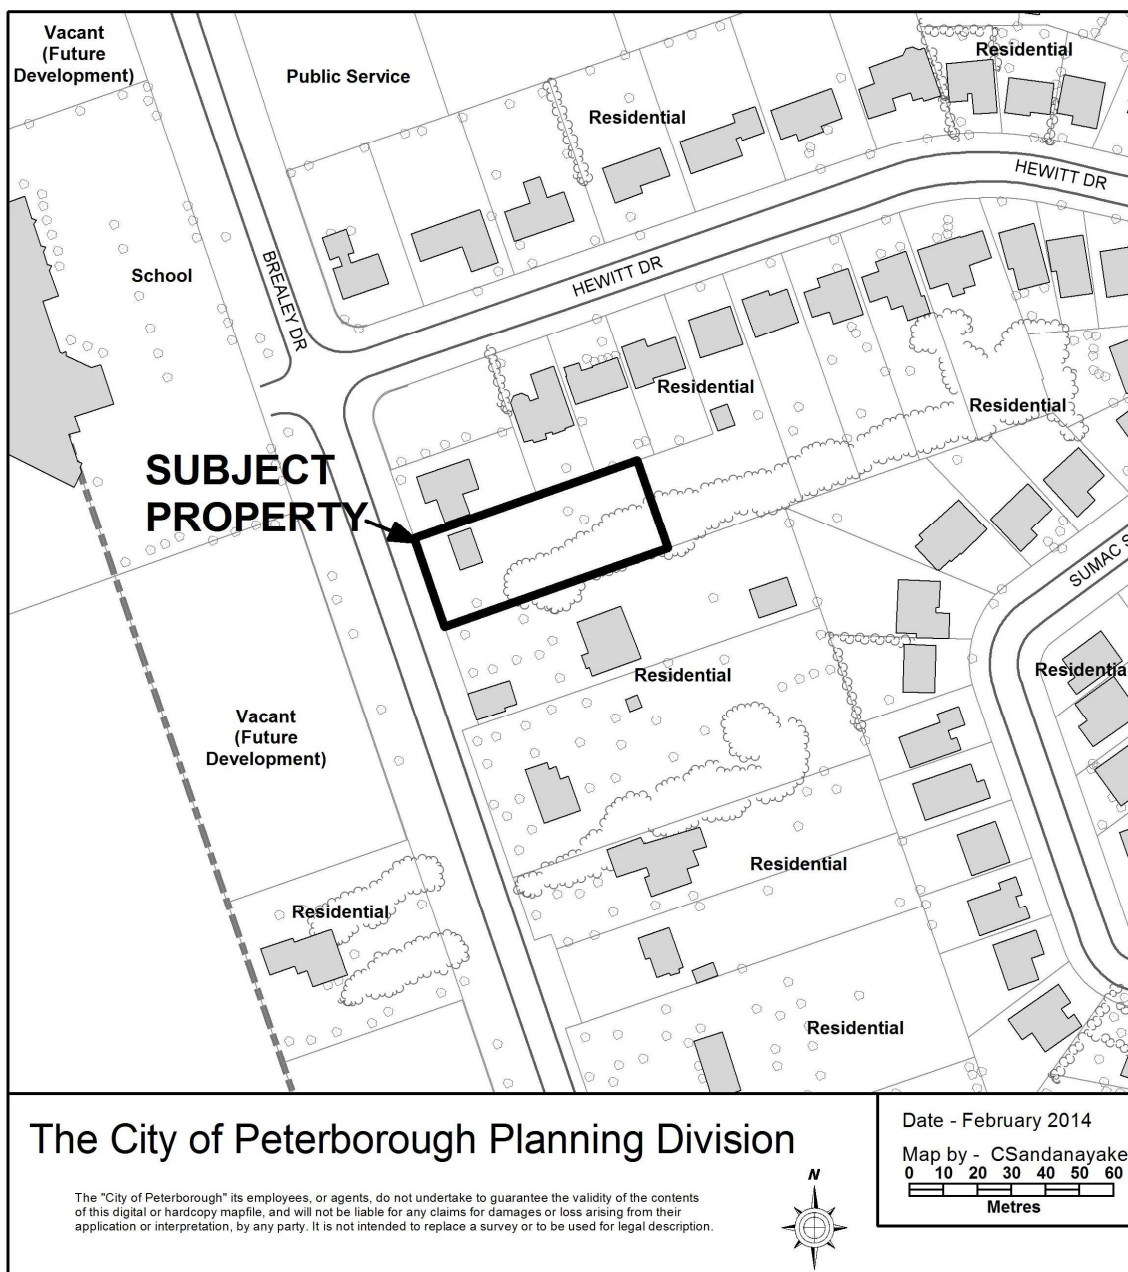 Vacant
(Future
Development)
Public Service
Residential
Residential
HEWITT DR
School
BREALEY DR
HEWITT DR
Residential
Residential
SUBJECT
PROPERTY
SUMAC S
Residential
Residentia
Vacant
(Future
Development)
Residential
Residential
Residential
The City of Peterborough Planning Division
The "City of Peterborough" its employees, or agents, do not undertake to guarantee the validity of the contents
of this digital or hardcopy mapfile, and will not be liable for any claims for damages or loss arising from their
application or interpretation, by any party. It is not intended to replace a survey or to be used for legal description.
N
Date - February 2014
Map by - CSandanayake
0 10 20 30 40 50 60
Metres